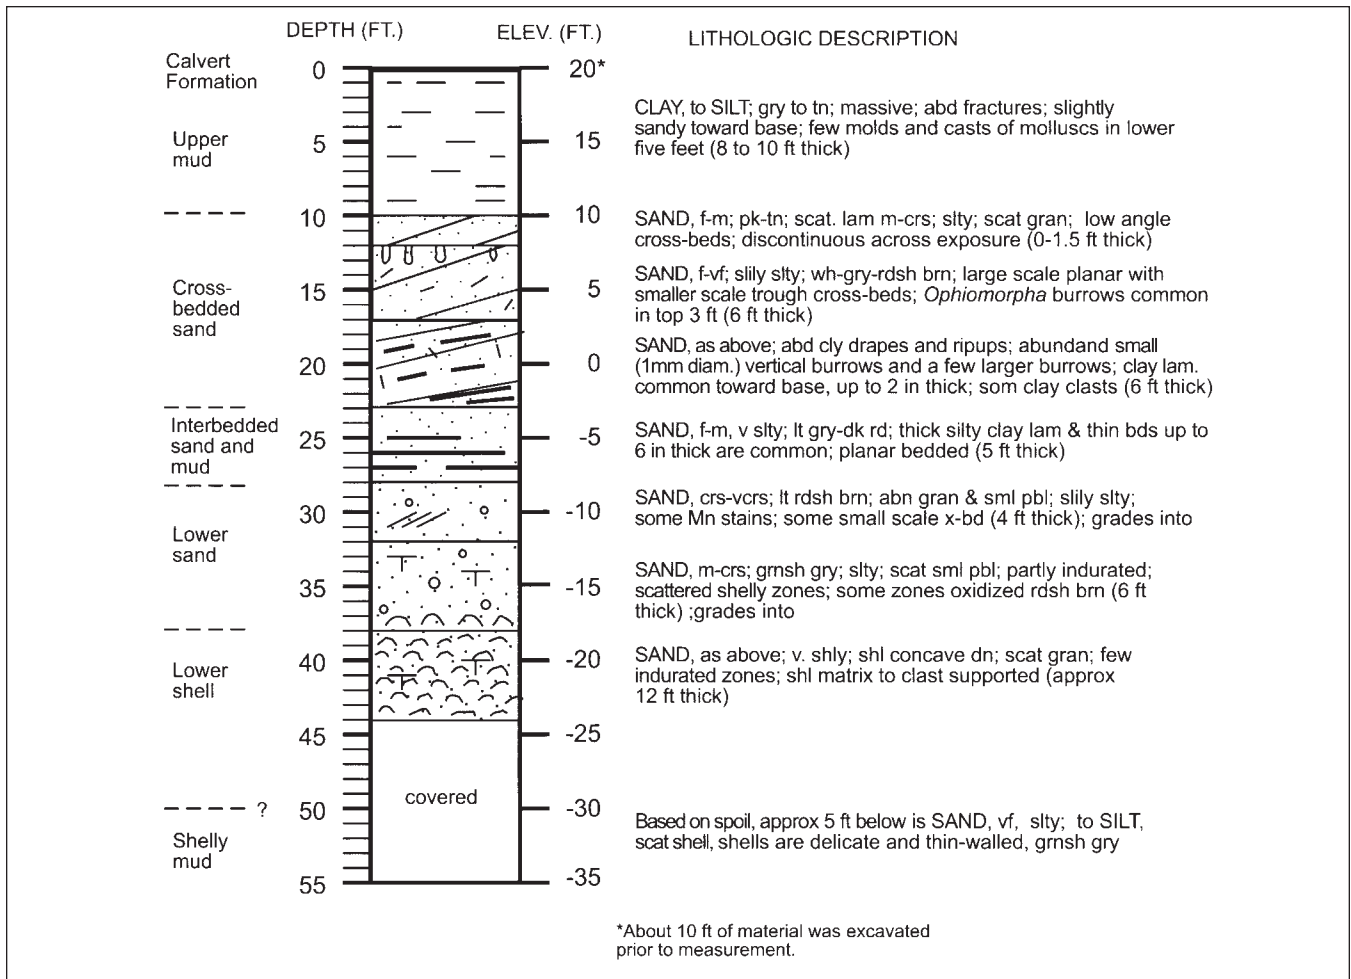 DEPTH (FT.)
ELEV. (FT.)
LITHOLOGIC DESCRIPTION
Calvert
Formation
0
20*
CLAY, to SILT; gry to tn; massive; abd fractures; slightly
sandy toward base; few molds and casts of molluscs in lower
five feet (8 to 10 ft thick)
Upper
mud
5
15
10
10
SAND, f-m; pk-tn; scat. lam m-crs; slty; scat gran; low angle
cross-beds; discontinuous across exposure (0-1.5 ft thick)
Cross-
bedded
sand
15
5
SAND, f-vf; slily slty; wh-gry-rdsh brn; large scale planar with
smaller scale trough cross-beds; Ophiomorpha burrows common
in top 3 ft (6 ft thick)
20
0
SAND, as above; abd cly drapes and ripups; abundand small
(1mm diam.) vertical burrows and a few larger burrows; clay lam.
common toward base, up to 2 in thick; som clay clasts (6 ft thick)
Interbedded
sand and
mud
25
-5
SAND, f-m, v slty; lt gry-dk rd; thick silty clay lam & thin bds up to
6 in thick are common; planar bedded (5 ft thick)
30
-10
SAND, crs-vcrs; lt rdsh brn; abn gran & sml pbl; slily slty;
some Mn stains; some small scale x-bd (4 ft thick); grades into
Lower
sand
35
-15
SAND, m-crs; grnsh gry; slty; scat sml pbl; partly indurated;
scattered shelly zones; some zones oxidized rdsh brn (6 ft
thick) ;grades into
Lower
shell
40
-20
SAND, as above; v. shly; shl concave dn; scat gran; few
indurated zones; shl matrix to clast supported (approx
12 ft thick)
45
-25
covered
?
50
-30
Shelly
mud
Based on spoil, approx 5 ft below is SAND, vf, slty; to SILT,
scat shell, shells are delicate and thin-walled, grnsh gry
55
-35
*About 10 ft of material was excavated
prior to measurement.